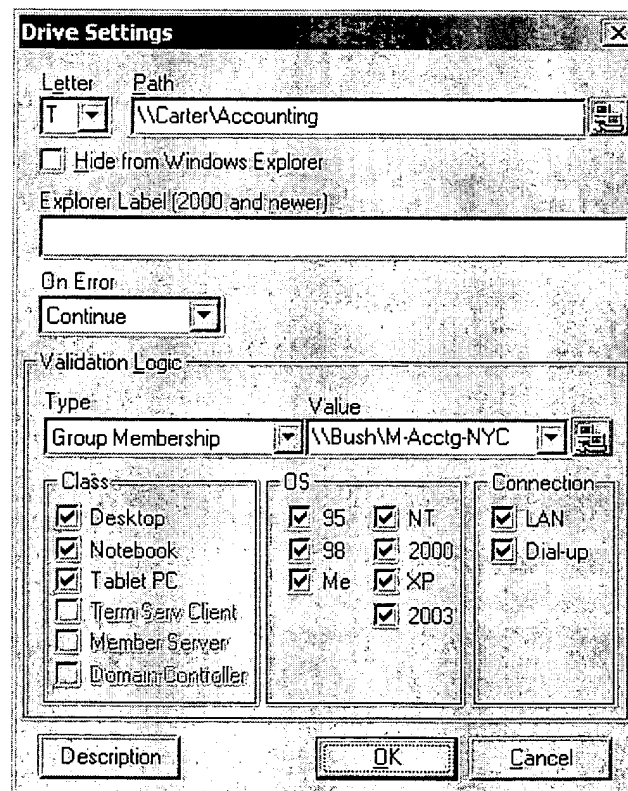 Drive Settings
Letter Path
T \\Carter\Accounting
Hide from Windows Explorer
Explorer Label (2000 and newer)
On Error
Continue
Validation Logic
Type Value
Group Membership \\Bush\M-Acctg-NYC
Class OS Connection
Desktop 95 NT LAN
Notebook 98 2000 Dial-up
Tablet PC Me XP
Term Serv Client 2003
Member Server
Domain Controller
Description OK Cancel